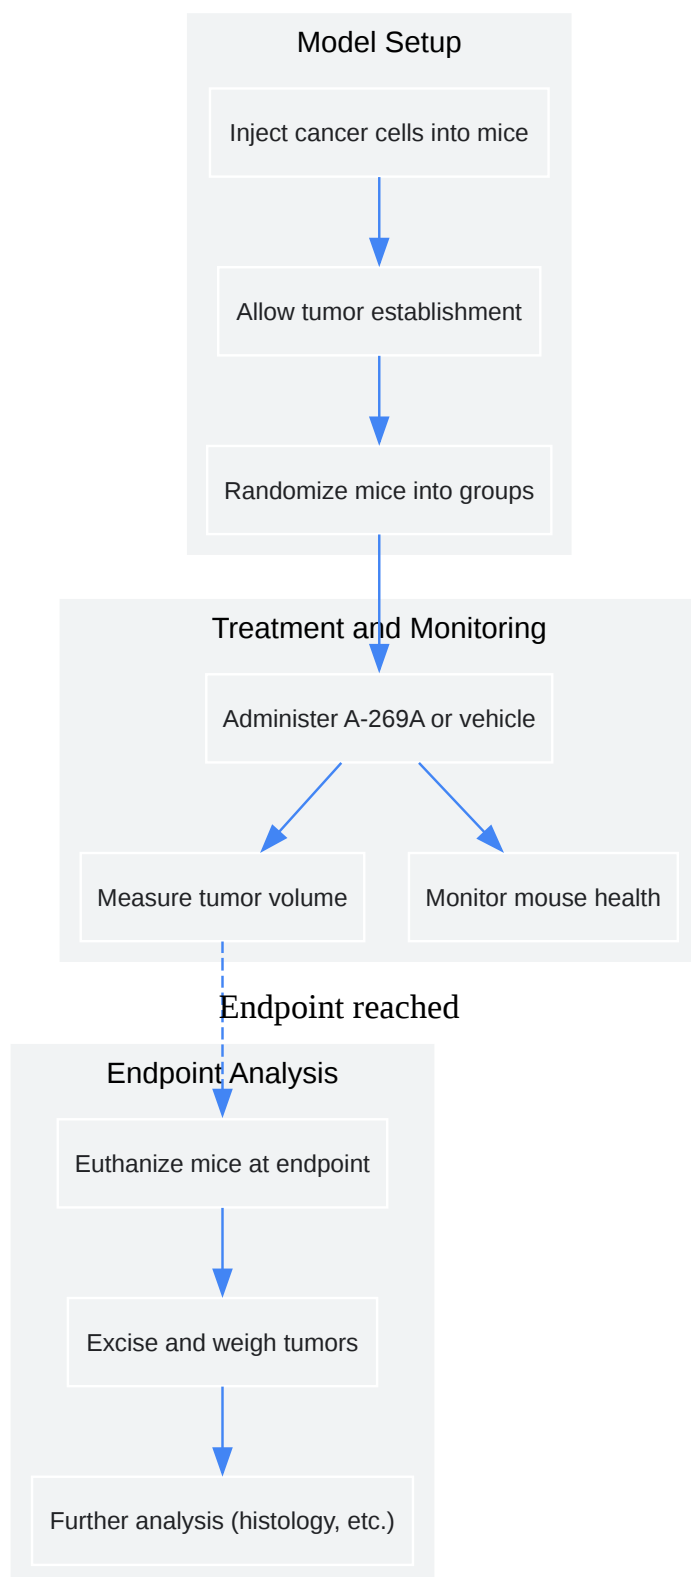 Model Setup
Inject cancer cells into mice
Allow tumor establishment
Randomize mice into groups
Treatment and Monitoring
Administer A-269A or vehicle
Measure tumor volume
Monitor mouse health
Endpoint reached
Endpoint Analysis
Euthanize mice at endpoint
Excise and weigh tumors
Further analysis (histology, etc.)